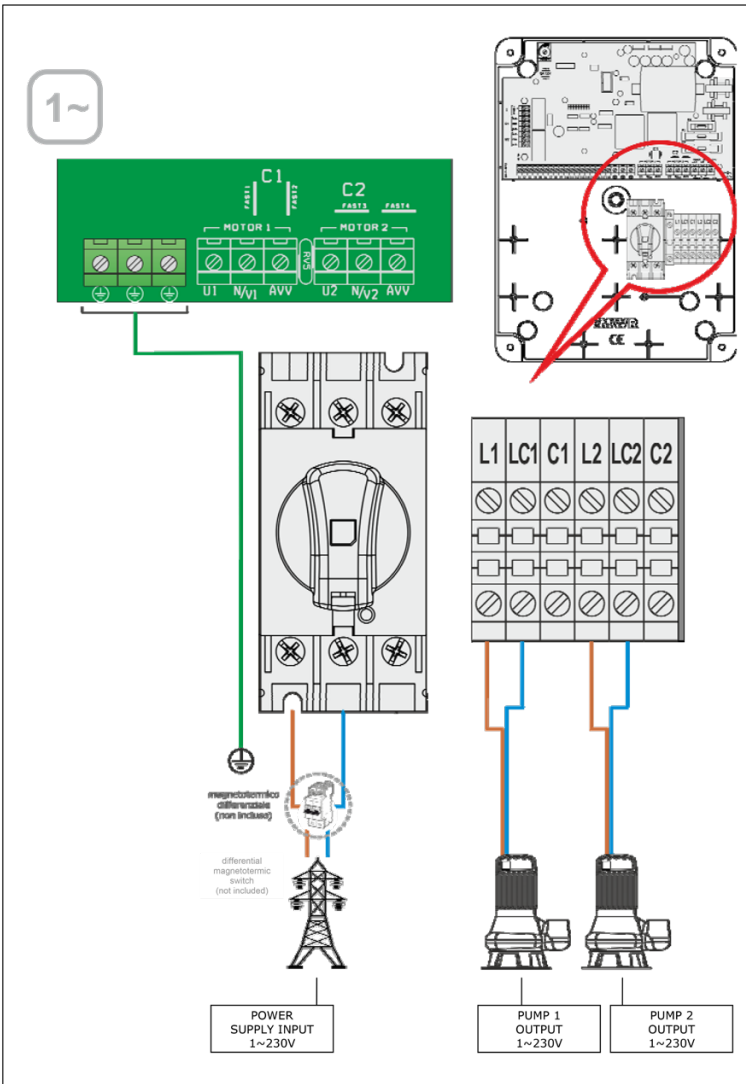 1~
C1
FAST1
FAST2
C2
FAST3
FAST4
MOTOR 1
RV5
MOTOR 2
U1 N/V1 AVV U2 N/V2 AVV
CE
L1 LC1 C1 L2 LC2 C2
magnetotermico
differenziale
(non incluso)
differential
magnetotermic
switch
(not included)
POWER
SUPPLY INPUT
1~230V
PUMP 1
OUTPUT
1~230V
PUMP 2
OUTPUT
1~230V